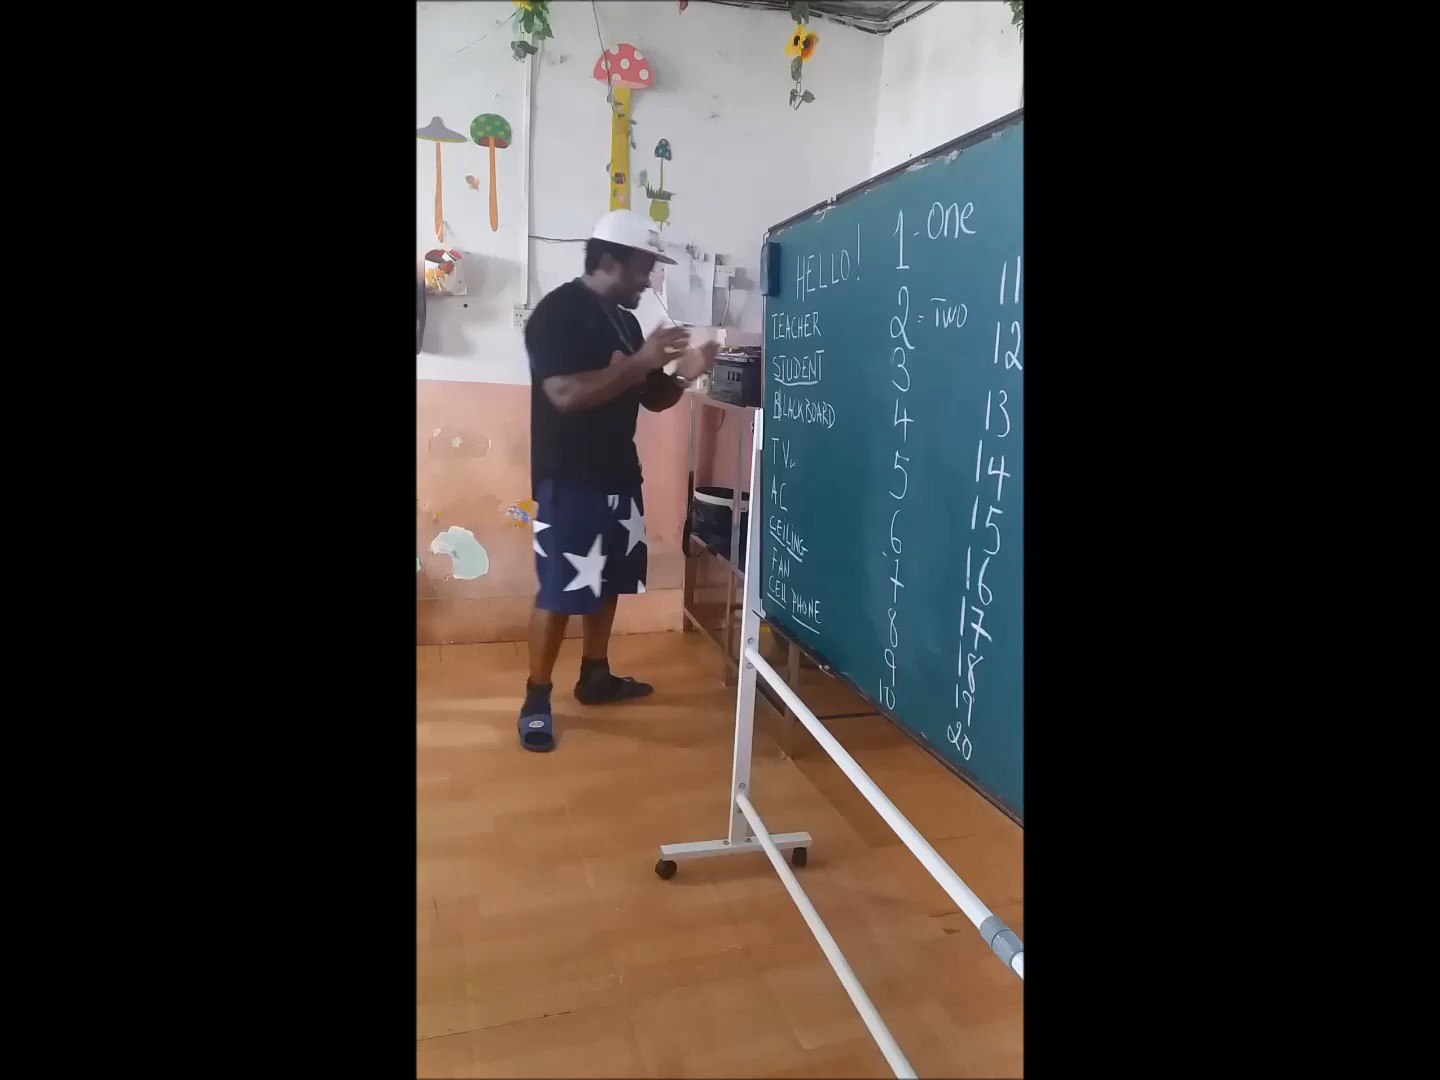 HELLO!
TEACHER
STUDENT
BLACKBOARD
TV.
AC
CEILING
FAN
CELL PHONE
1 - One
2 = Two
3
4
5
6
7
8
9
10
11
12
13
14
15
16
17
18
19
20